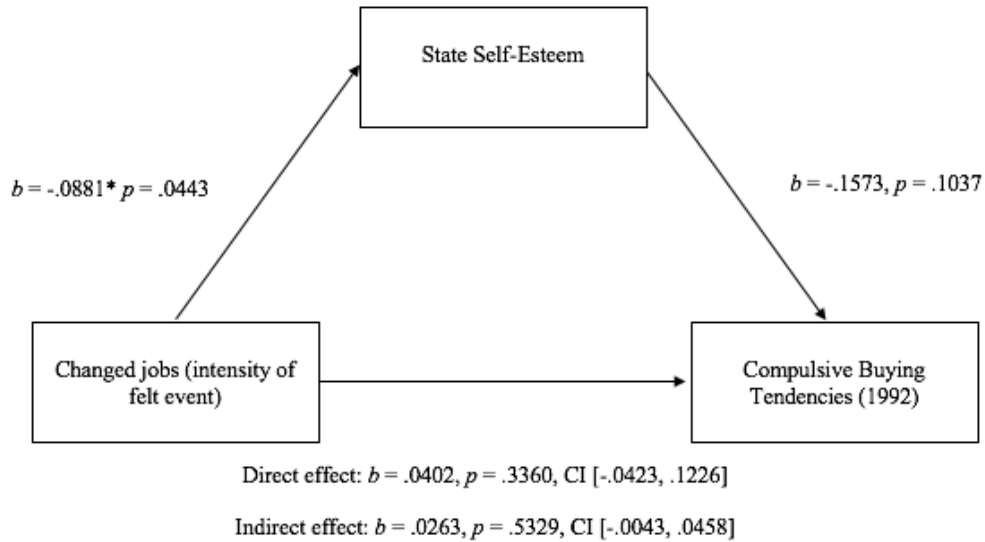 State Self-Esteem
b = -.0881* p = .0443
b = -.1573, p = .1037
Changed jobs (intensity of
felt event)
Compulsive Buying
Tendencies (1992)
Direct effect: b = .0402, p = .3360, CI [-.0423, .1226]
Indirect effect: b = .0263, p = .5329, CI [-.0043, .0458]